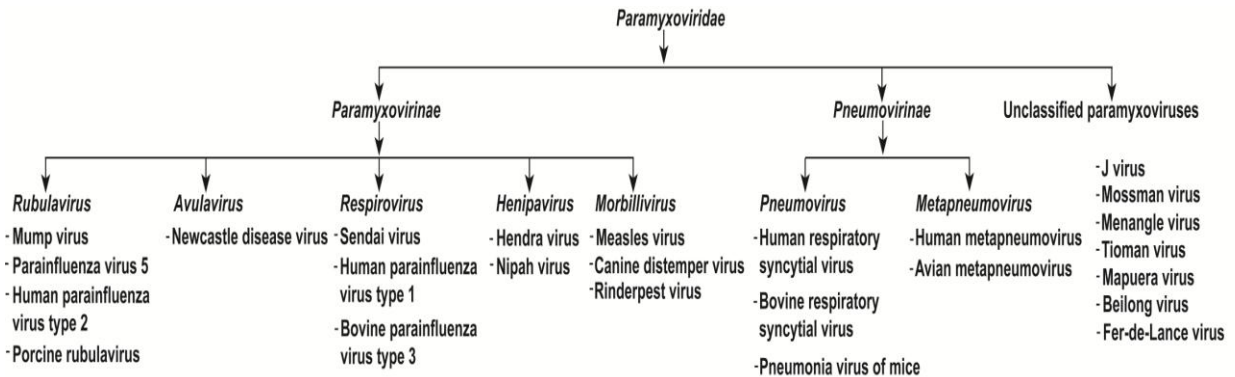 Paramyxoviridae
Paramyxovirinae
Pneumovirinae
Unclassified paramyxoviruses
Rubulavirus
- Mump virus
- Parainfluenza virus 5
- Human parainfluenza
virus type 2
- Porcine rubulavirus
Avulavirus
-Newcastle disease virus
Respirovirus
- Sendai virus
- Human parainfluenza
virus type 1
- Bovine parainfluenza
virus type 3
Henipavirus
- Hendra virus
- Nipah virus
Morbillivirus
- Measles virus
- Canine distemper virus
- Rinderpest virus
Pneumovirus
- Human respiratory
syncytial virus
- Bovine respiratory
syncytial virus
- Pneumonia virus of mice
Metapneumovirus
- Human metapneumovirus
- Avian metapneumovirus
- J virus
- Mossman virus
- Menangle virus
- Tioman virus
- Mapuera virus
- Beilong virus
- Fer-de-Lance virus